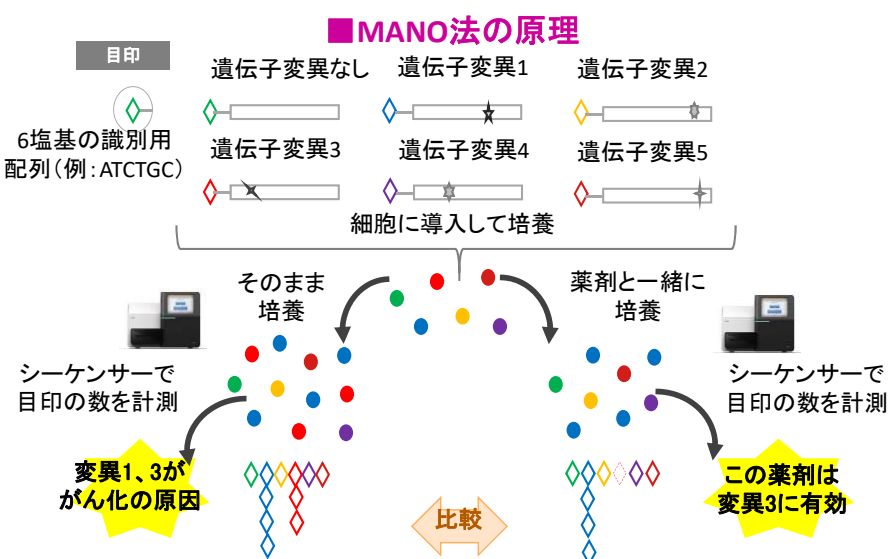 ■MANO法の原理
目印
遺伝子変異なし
遺伝子変異1
遺伝子変異2
6塩基の識別用
配列(例:ATCTGC)
遺伝子変異3
遺伝子変異4
遺伝子変異5
細胞に導入して培養
そのまま
培養
薬剤と一緒に
培養
シーケンサーで
目印の数を計測
シーケンサーで
目印の数を計測
変異1、3が
がん化の原因
比較
この薬剤は
変異3に有効